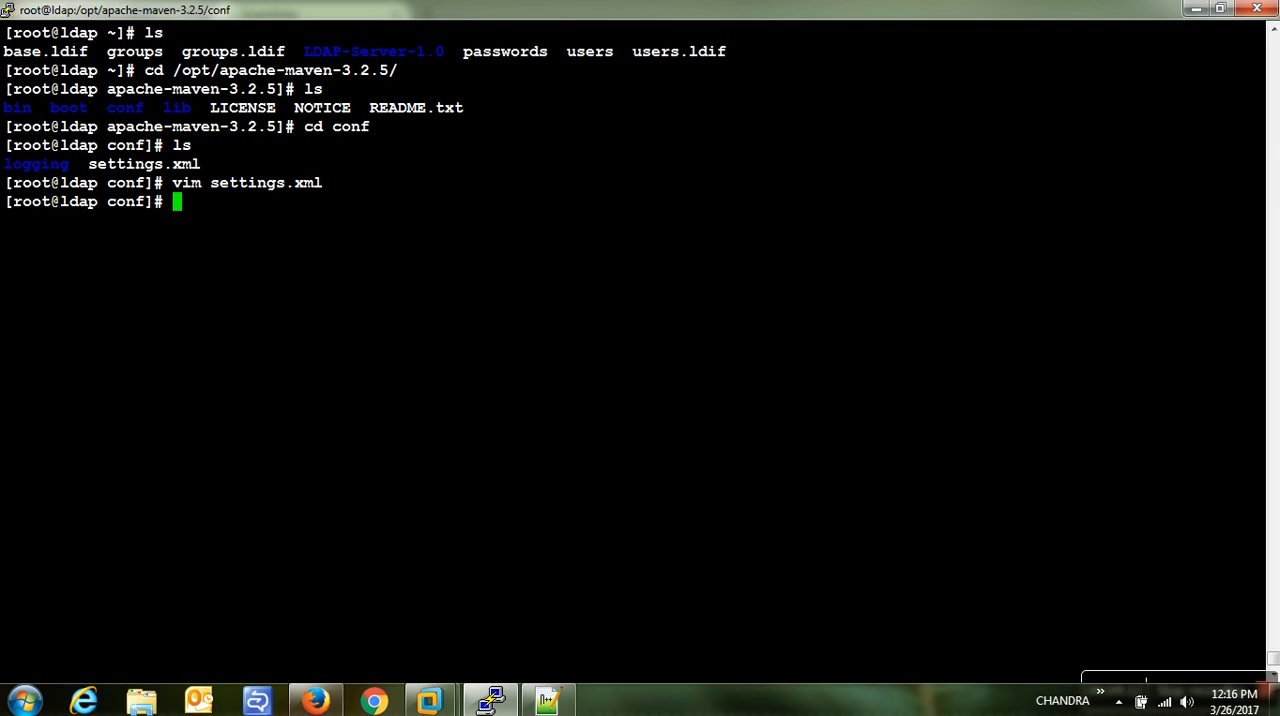 root@ldap:/opt/apache-maven-3.2.5/conf
[root@ldap ~]# ls
base.ldif  groups  groups.ldif  LDAP-Server-1.0  passwords  users  users.ldif
[root@ldap ~]# cd /opt/apache-maven-3.2.5/
[root@ldap apache-maven-3.2.5]# ls
bin  boot  conf  lib  LICENSE  NOTICE  README.txt
[root@ldap apache-maven-3.2.5]# cd conf
[root@ldap conf]# ls
logging  settings.xml
[root@ldap conf]# vim settings.xml
[root@ldap conf]#
CHANDRA
12:16 PM
3/26/2017